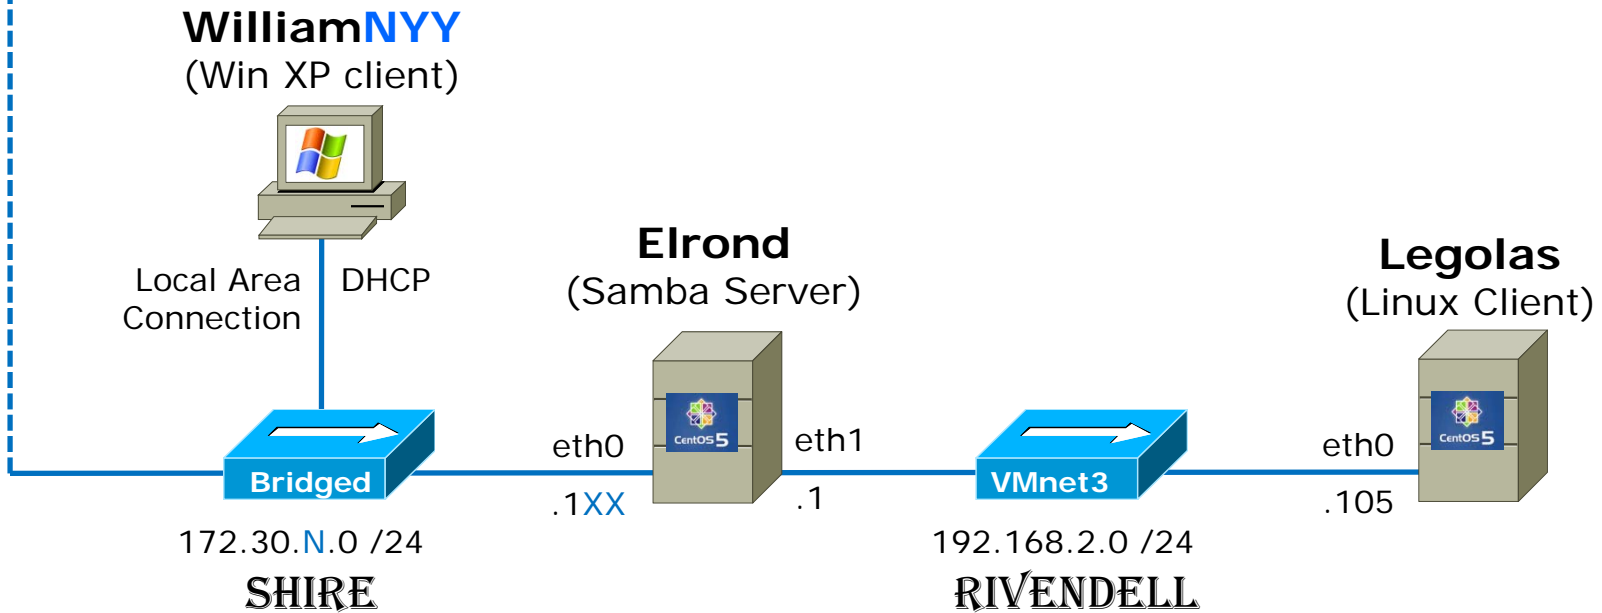 WilliamNYY
(Win XP client)
Local Area
Connection
DHCP
Elrond
(Samba Server)
Legolas
(Linux Client)
CentOS 5
CentOS 5
eth0
eth1
eth0
Bridged
VMnet3
.1XX
.1
.105
172.30.N.0 /24
192.168.2.0 /24
SHIRE
RIVENDELL